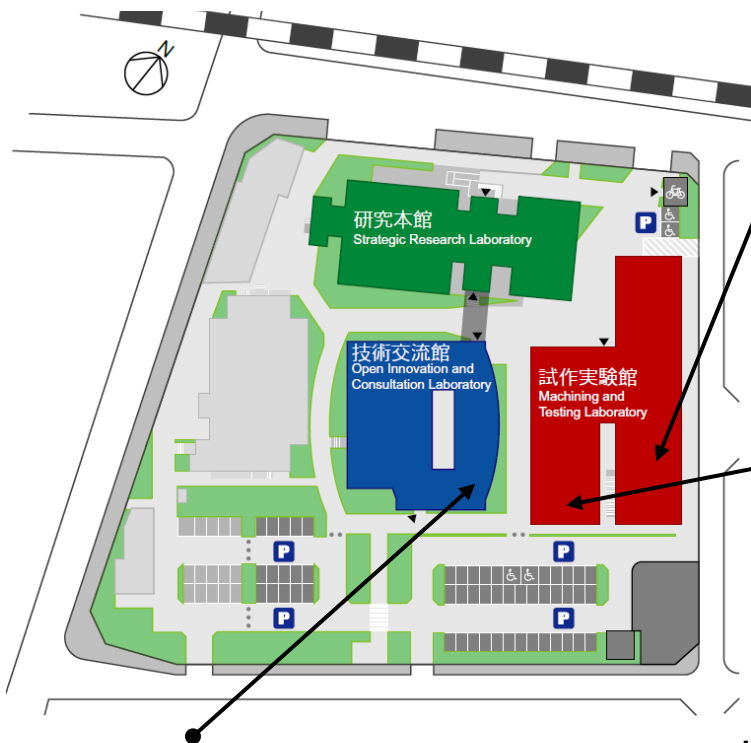 N
研究本館
Strategic Research Laboratory
P
技術交流館
Open Innovation and
Consultation Laboratory
試作実験館
Machining and
Testing Laboratory
P
P
P
P